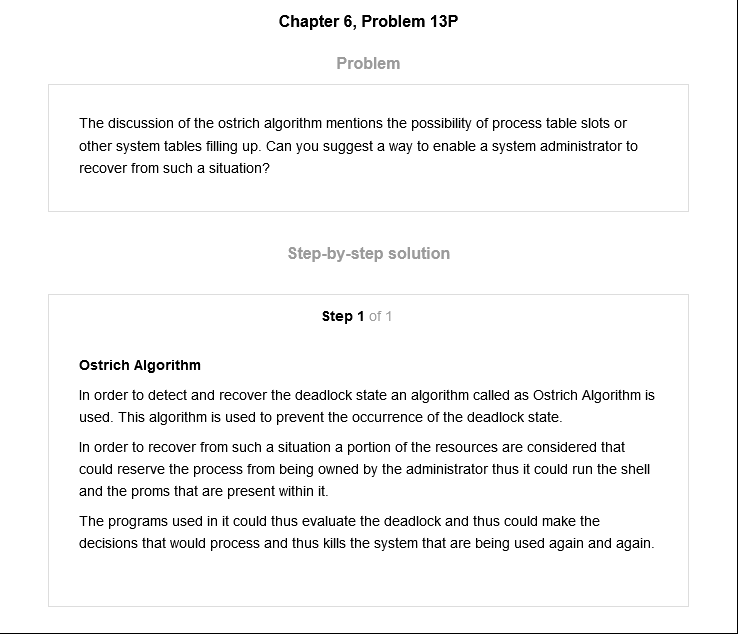 Chapter 6, Problem 13P
Problem
The discussion of the ostrich algorithm mentions the possibility of process table slots or
other system tables filling up. Can you suggest a way to enable a system administrator to
recover from such a situation?
Step-by-step solution
Step 1 of 1
Ostrich Algorithm
In order to detect and recover the deadlock state an algorithm called as Ostrich Algorithm is
used. This algorithm is used to prevent the occurrence of the deadlock state.
In order to recover from such a situation a portion of the resources are considered that
could reserve the process from being owned by the administrator thus it could run the shell
and the proms that are present within it.
The programs used in it could thus evaluate the deadlock and thus could make the
decisions that would process and thus kills the system that are being used again and again.